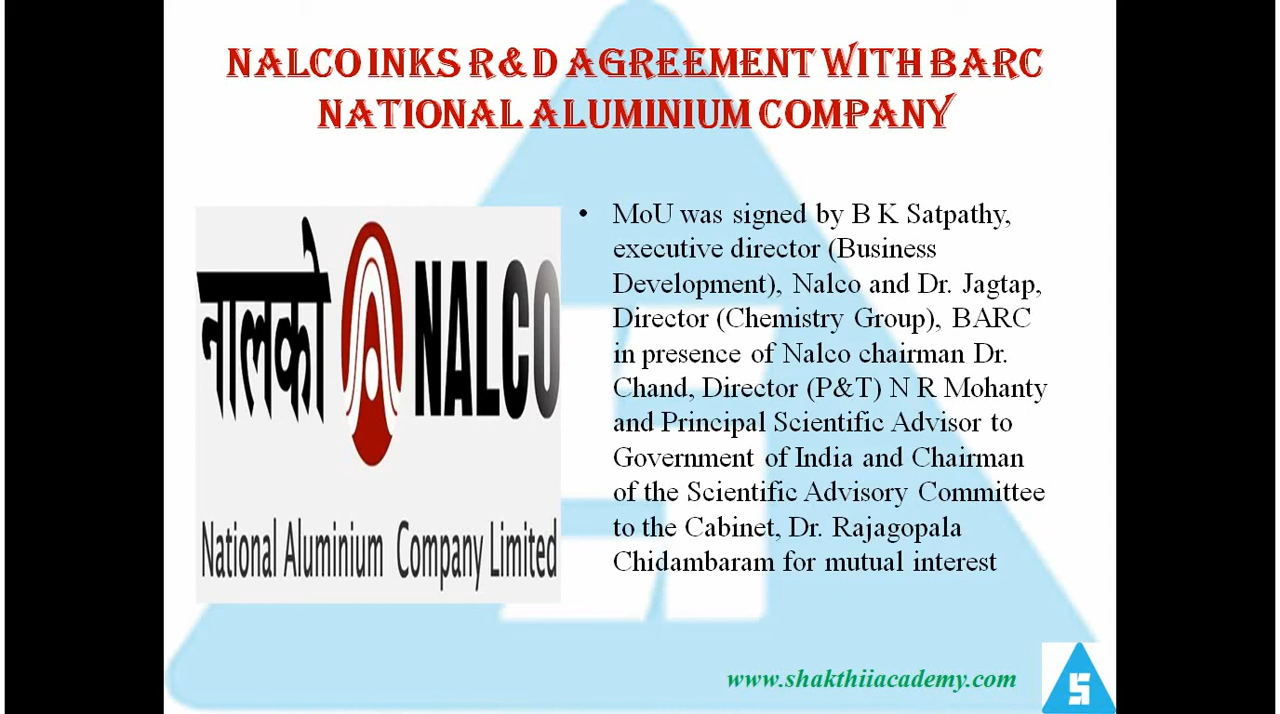 NALCO INKS R & D AGREEMENT WITH BARC
NATIONAL ALUMINIUM COMPANY
नालको NALCO
National Aluminium Company Limited
• MoU was signed by B K Satpathy,
executive director (Business
Development), Nalco and Dr. Jagtap,
Director (Chemistry Group), BARC
in presence of Nalco chairman Dr.
Chand, Director (P&T) N R Mohanty
and Principal Scientific Advisor to
Government of India and Chairman
of the Scientific Advisory Committee
to the Cabinet, Dr. Rajagopala
Chidambaram for mutual interest
www.shakthiiacademy.com
S